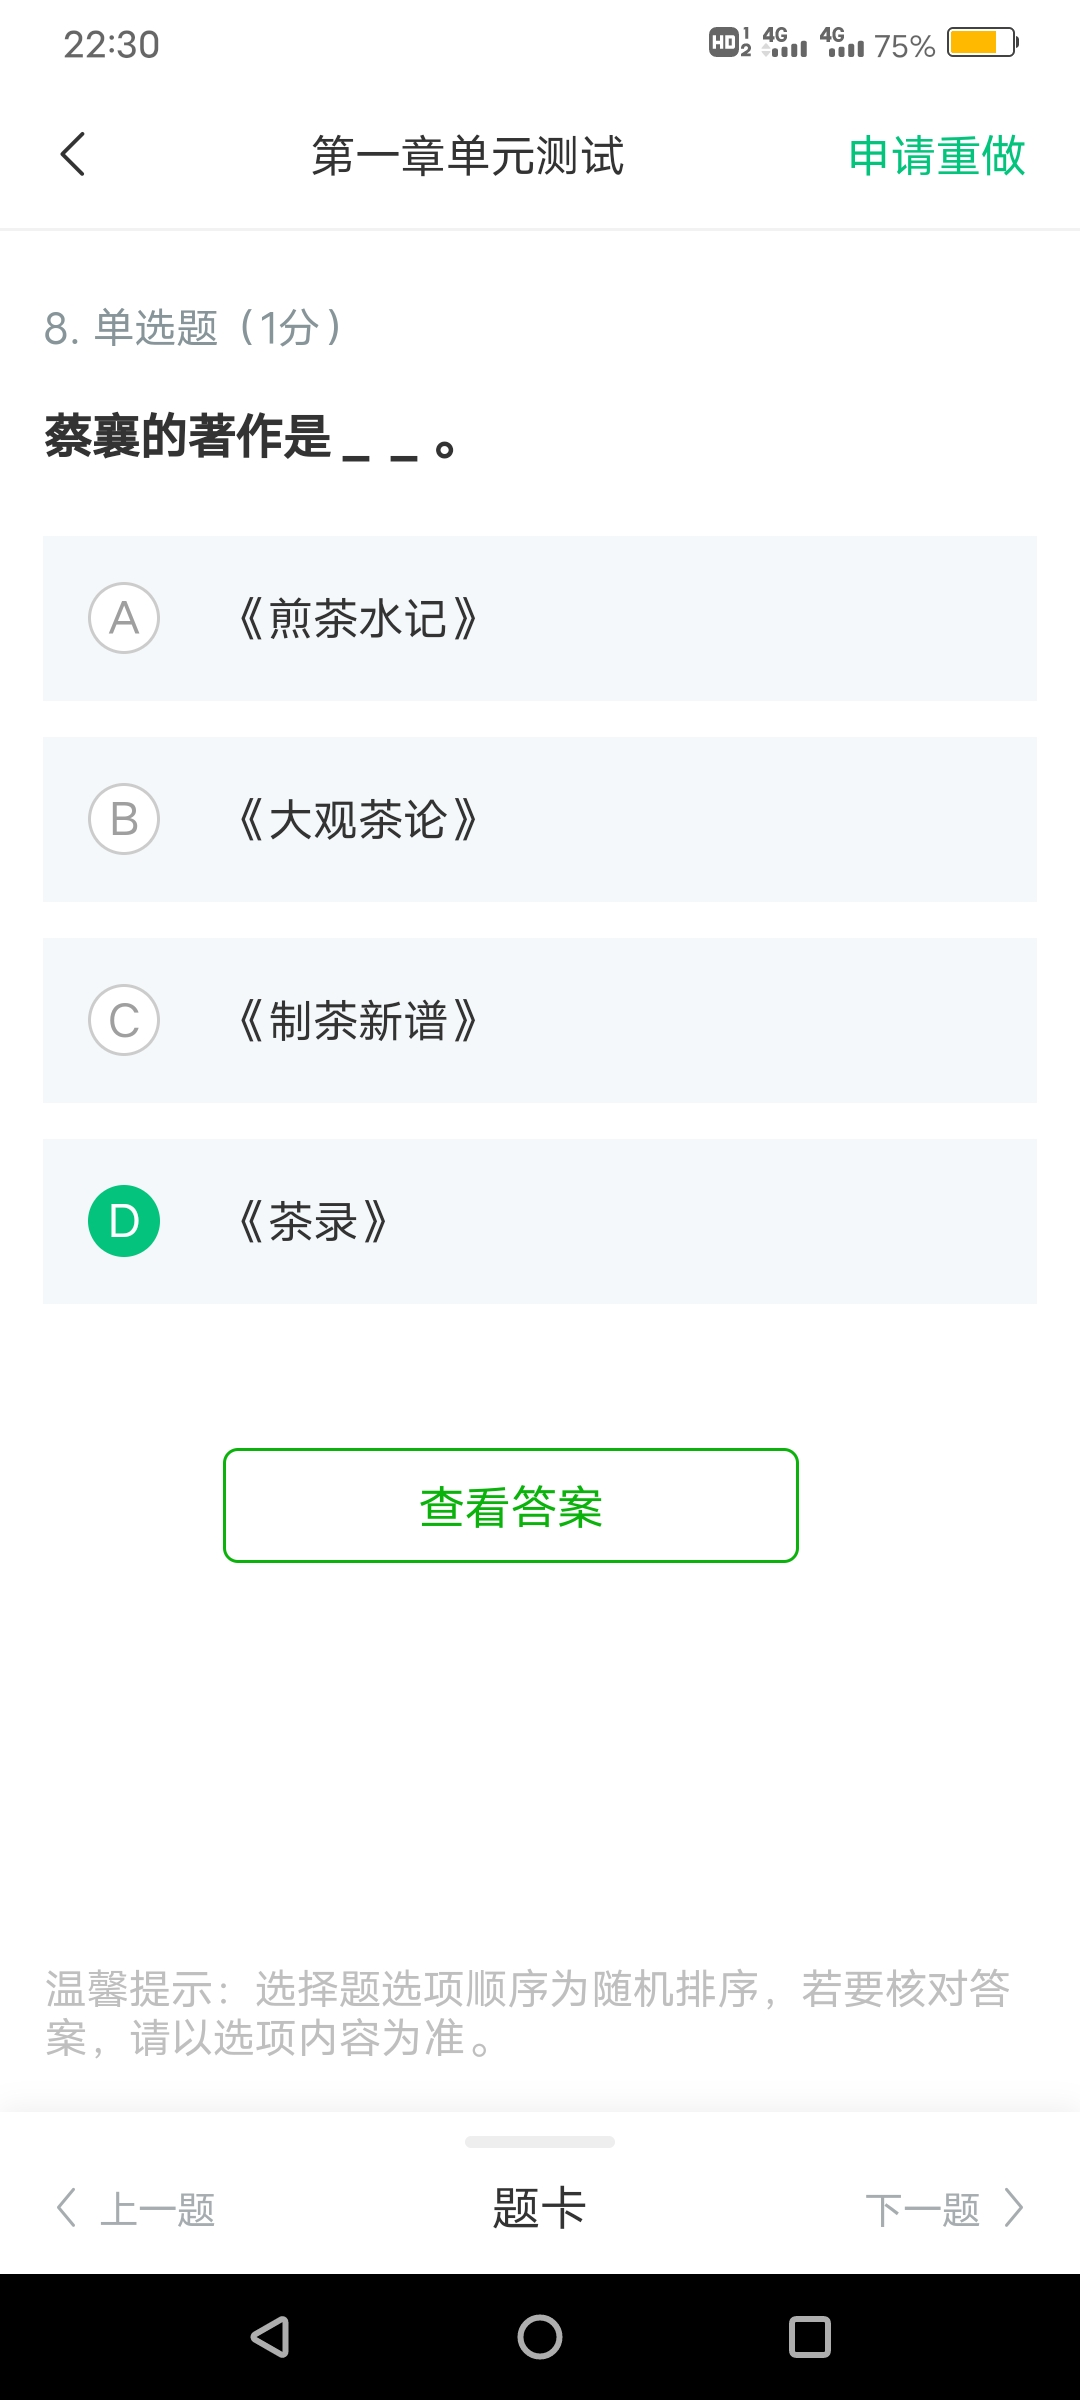 22:30 HD 1 2 4G 4G 75%
第一章单元测试 申请重做
8. 单选题（1分）
蔡襄的著作是＿＿。
A 《煎茶水记》
B 《大观茶论》
C 《制茶新谱》
D 《茶录》
查看答案
温馨提示：选择题选项顺序为随机排序，若要核对答
案，请以选项内容为准。
上一题 题卡 下一题